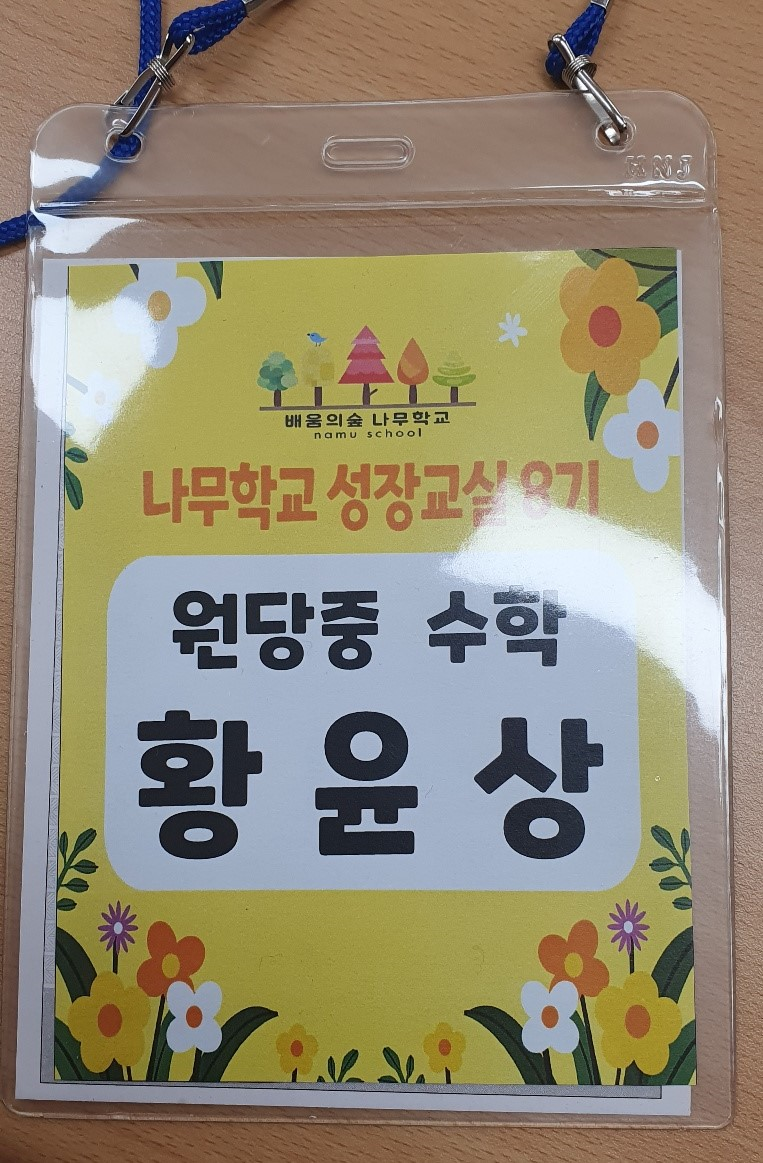 HNJ
배움의숲 나무학교
namu school
나무학교 성장교실 8기
원당중 수학
황윤상